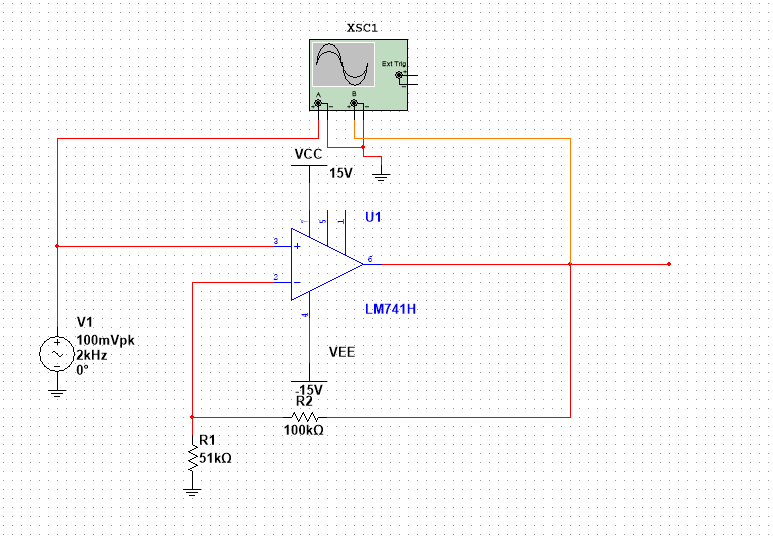 XSC1
Ext Trig
+
_
A
B
+ _ + _
VCC
15V
U1
7 5 1
3
+
6
2
−
4
LM741H
VEE
-15V
V1
100mVpk
2kHz
0°
R2
100kΩ
R1
51kΩ